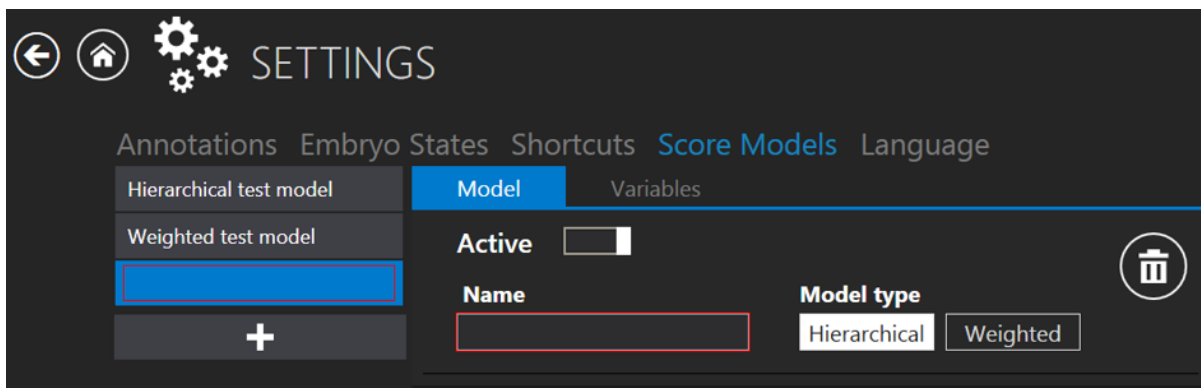 SETTINGS
Annotations Embryo States Shortcuts Score Models Language
Hierarchical test model
Weighted test model
Model Variables
Active
Name Model type
Hierarchical Weighted